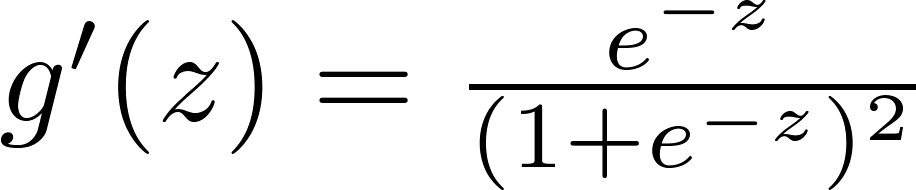 g′(z) = e^{−z} / (1+e^{−z})^2